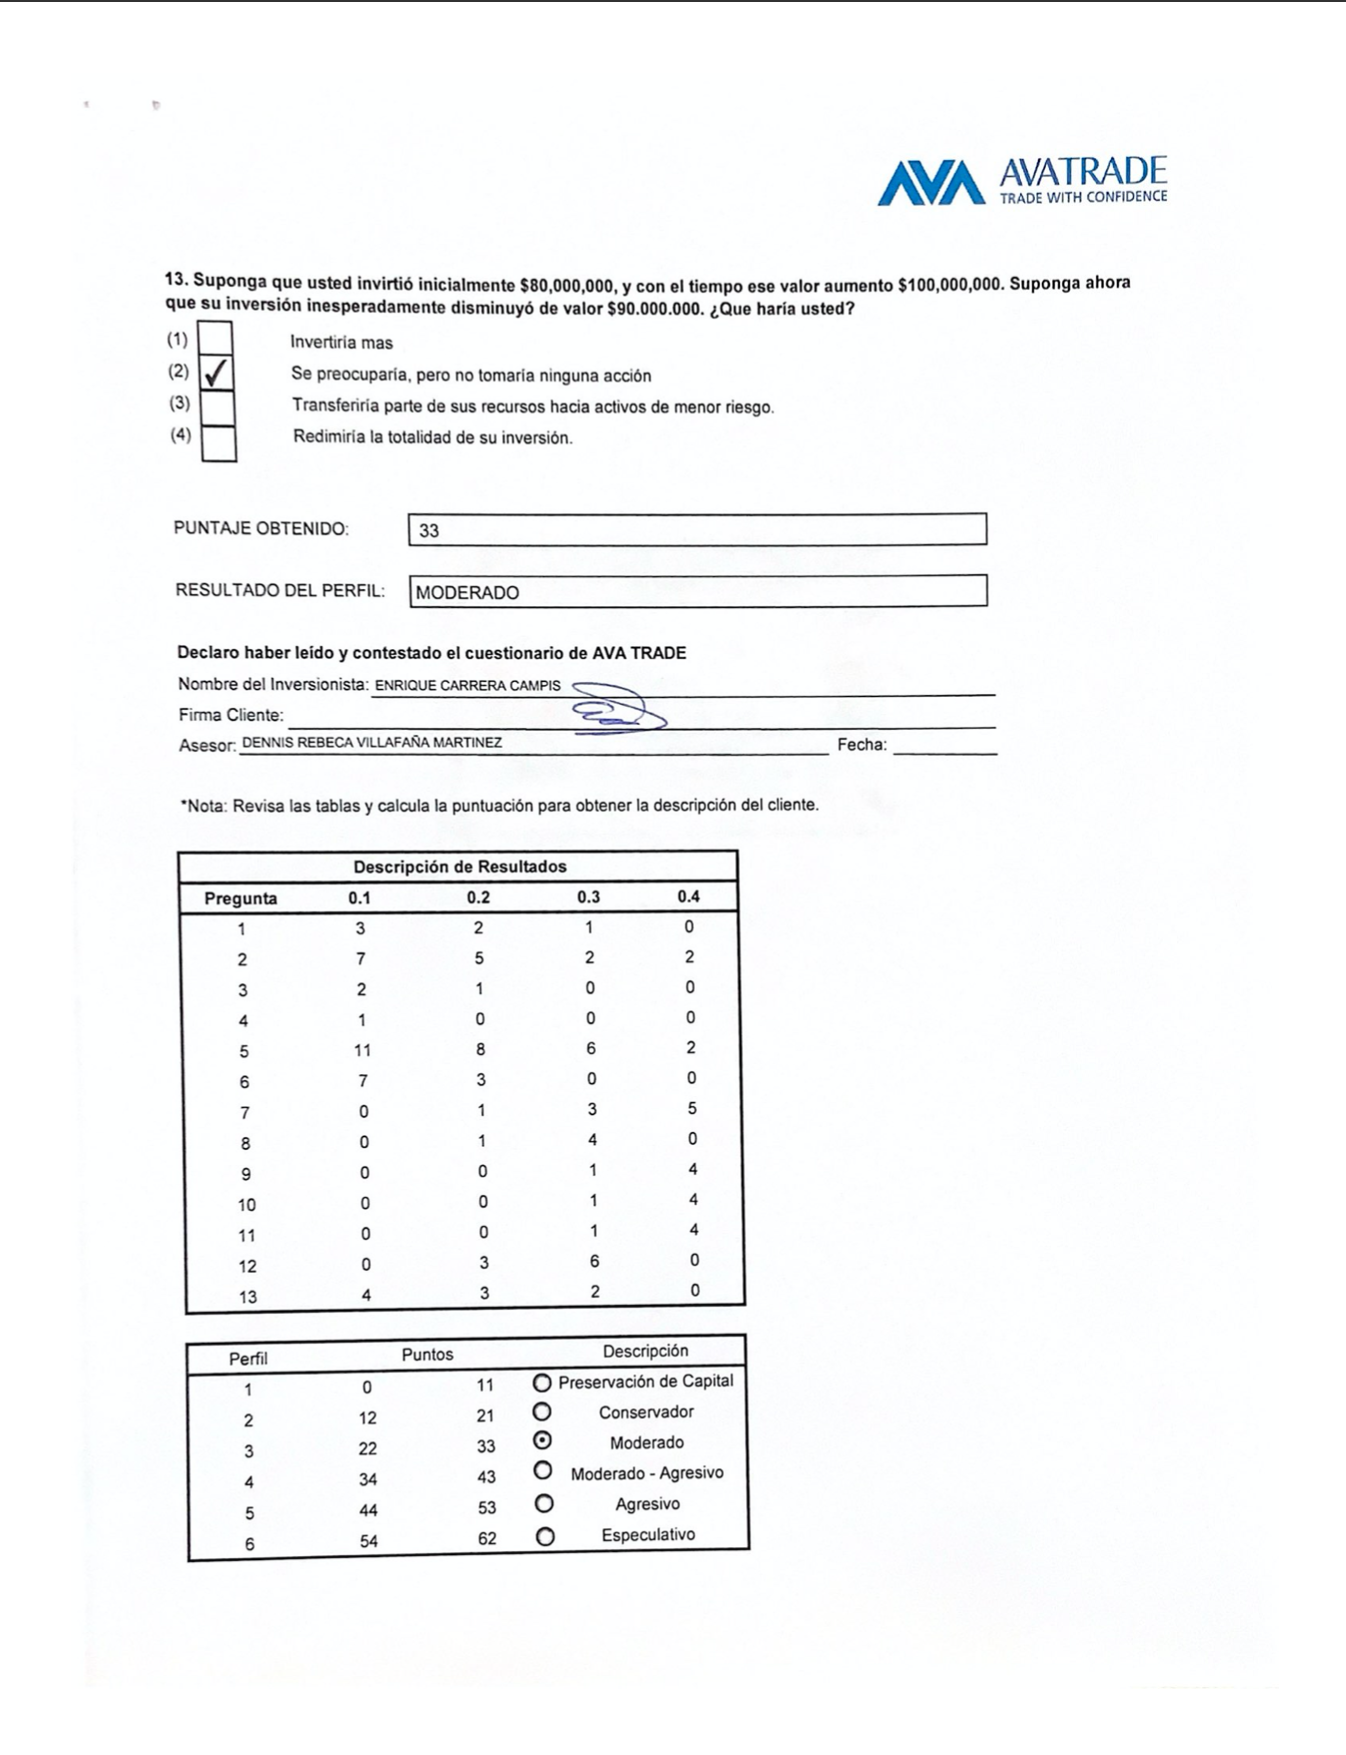 AVA AVATRADE
TRADE WITH CONFIDENCE
13. Suponga que usted invirtió inicialmente $80,000,000, y con el tiempo ese valor aumento $100,000,000. Suponga ahora
que su inversión inesperadamente disminuyó de valor $90.000.000. ¿Que haría usted?
(1) Invertiría mas
(2) ✓ Se preocuparía, pero no tomaría ninguna acción
(3) Transferiría parte de sus recursos hacia activos de menor riesgo.
(4) Redimiría la totalidad de su inversión.
PUNTAJE OBTENIDO: 33
RESULTADO DEL PERFIL: MODERADO
Declaro haber leído y contestado el cuestionario de AVA TRADE
Nombre del Inversionista: ENRIQUE CARRERA CAMPIS
Firma Cliente:
Asesor: DENNIS REBECA VILLAFAÑA MARTINEZ Fecha:
*Nota: Revisa las tablas y calcula la puntuación para obtener la descripción del cliente.
Descripción de Resultados
Pregunta 0.1 0.2 0.3 0.4
1 3 2 1 0
2 7 5 2 2
3 2 1 0 0
4 1 0 0 0
5 11 8 6 2
6 7 3 0 0
7 0 1 3 5
8 0 1 4 0
9 0 0 1 4
10 0 0 1 4
11 0 0 1 4
12 0 3 6 0
13 4 3 2 0
Perfil Puntos Descripción
1 0 11 Preservación de Capital
2 12 21 Conservador
3 22 33 Moderado
4 34 43 Moderado - Agresivo
5 44 53 Agresivo
6 54 62 Especulativo